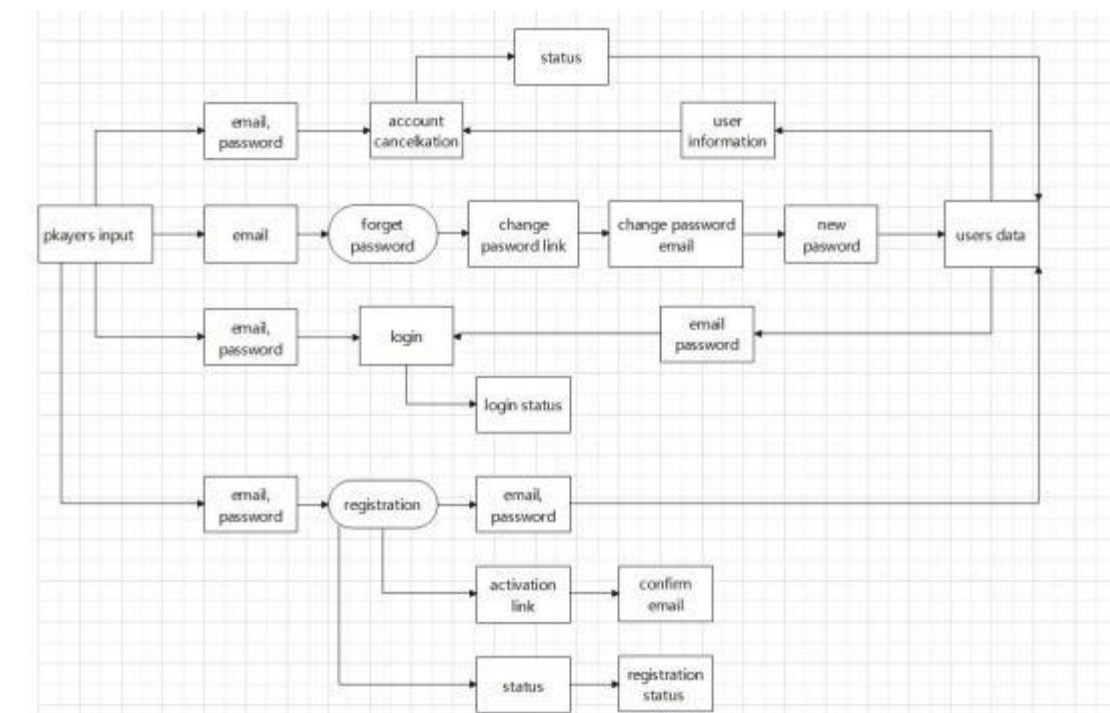 status
email,
password
account
cancelkation
user
information
pkayers input
email
forget
password
change
pasword link
change password
email
new
pasword
users data
email,
password
login
email
password
login status
email,
password
registration
email,
password
activation
link
confirm
email
status
registration
status